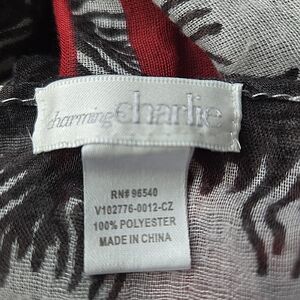 charming charlie
RN# 96540
V102776-0012-CZ
100% POLYESTER
MADE IN CHINA